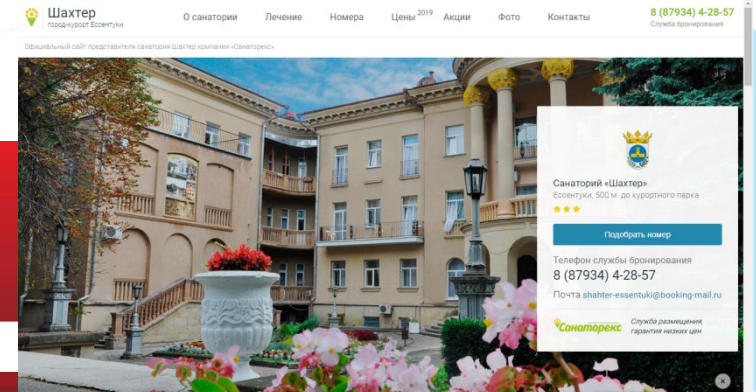 Шахтер
город-курорт Ессентуки
О санатории
Лечение
Номера
Цены 2019
Акции
Фото
Контакты
8 (87934) 4-28-57
Служба бронирования
Официальный сайт представителя санатория Шахтер компании «Санаторекс»
Санаторий «Шахтер»
Ессентуки, 500 м. до курортного парка
Подобрать номер
Телефон службы бронирования
8 (87934) 4-28-57
Почта shahter-essentuki@booking-mail.ru
Санаторекс
Служба размещения,
гарантия низких цен